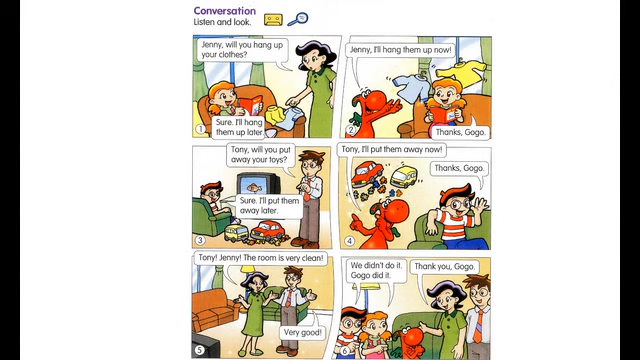 Conversation
Listen and look.
Jenny, will you hang up
your clothes?
Sure. I'll hang
them up later.
1
Jenny, I'll hang them up now!
Thanks, Gogo.
2
Tony, will you put
away your toys?
Sure. I'll put them
away later.
3
Tony, I'll put them away now!
Thanks, Gogo.
4
Tony! Jenny! The room is very clean!
Very good!
5
We didn't do it.
Gogo did it.
Thank you, Gogo.
6